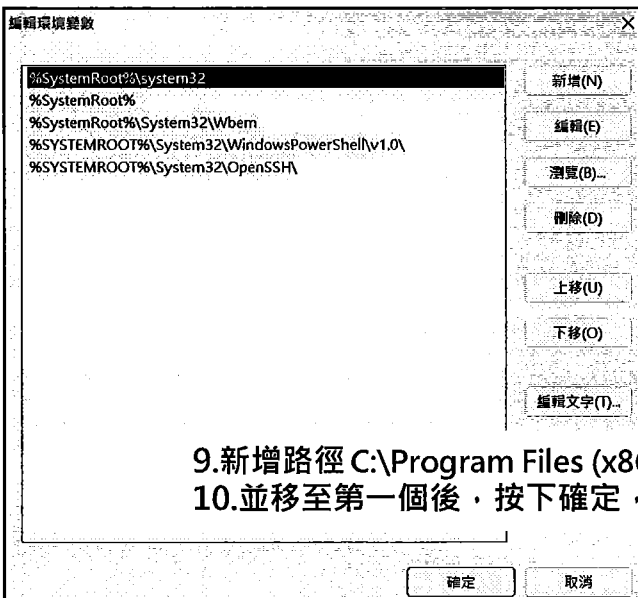 編輯環境變數
%SystemRoot%\system32
%SystemRoot%
%SystemRoot%\System32\Wbem
%SYSTEMROOT%\System32\WindowsPowerShell\v1.0\
%SYSTEMROOT%\System32\OpenSSH\
新增(N)
編輯(E)
瀏覽(B)...
刪除(D)
上移(U)
下移(O)
編輯文字(T)...
9.新增路徑 C:\Program Files (x8
10.並移至第一個後，按下確定，
確定
取消